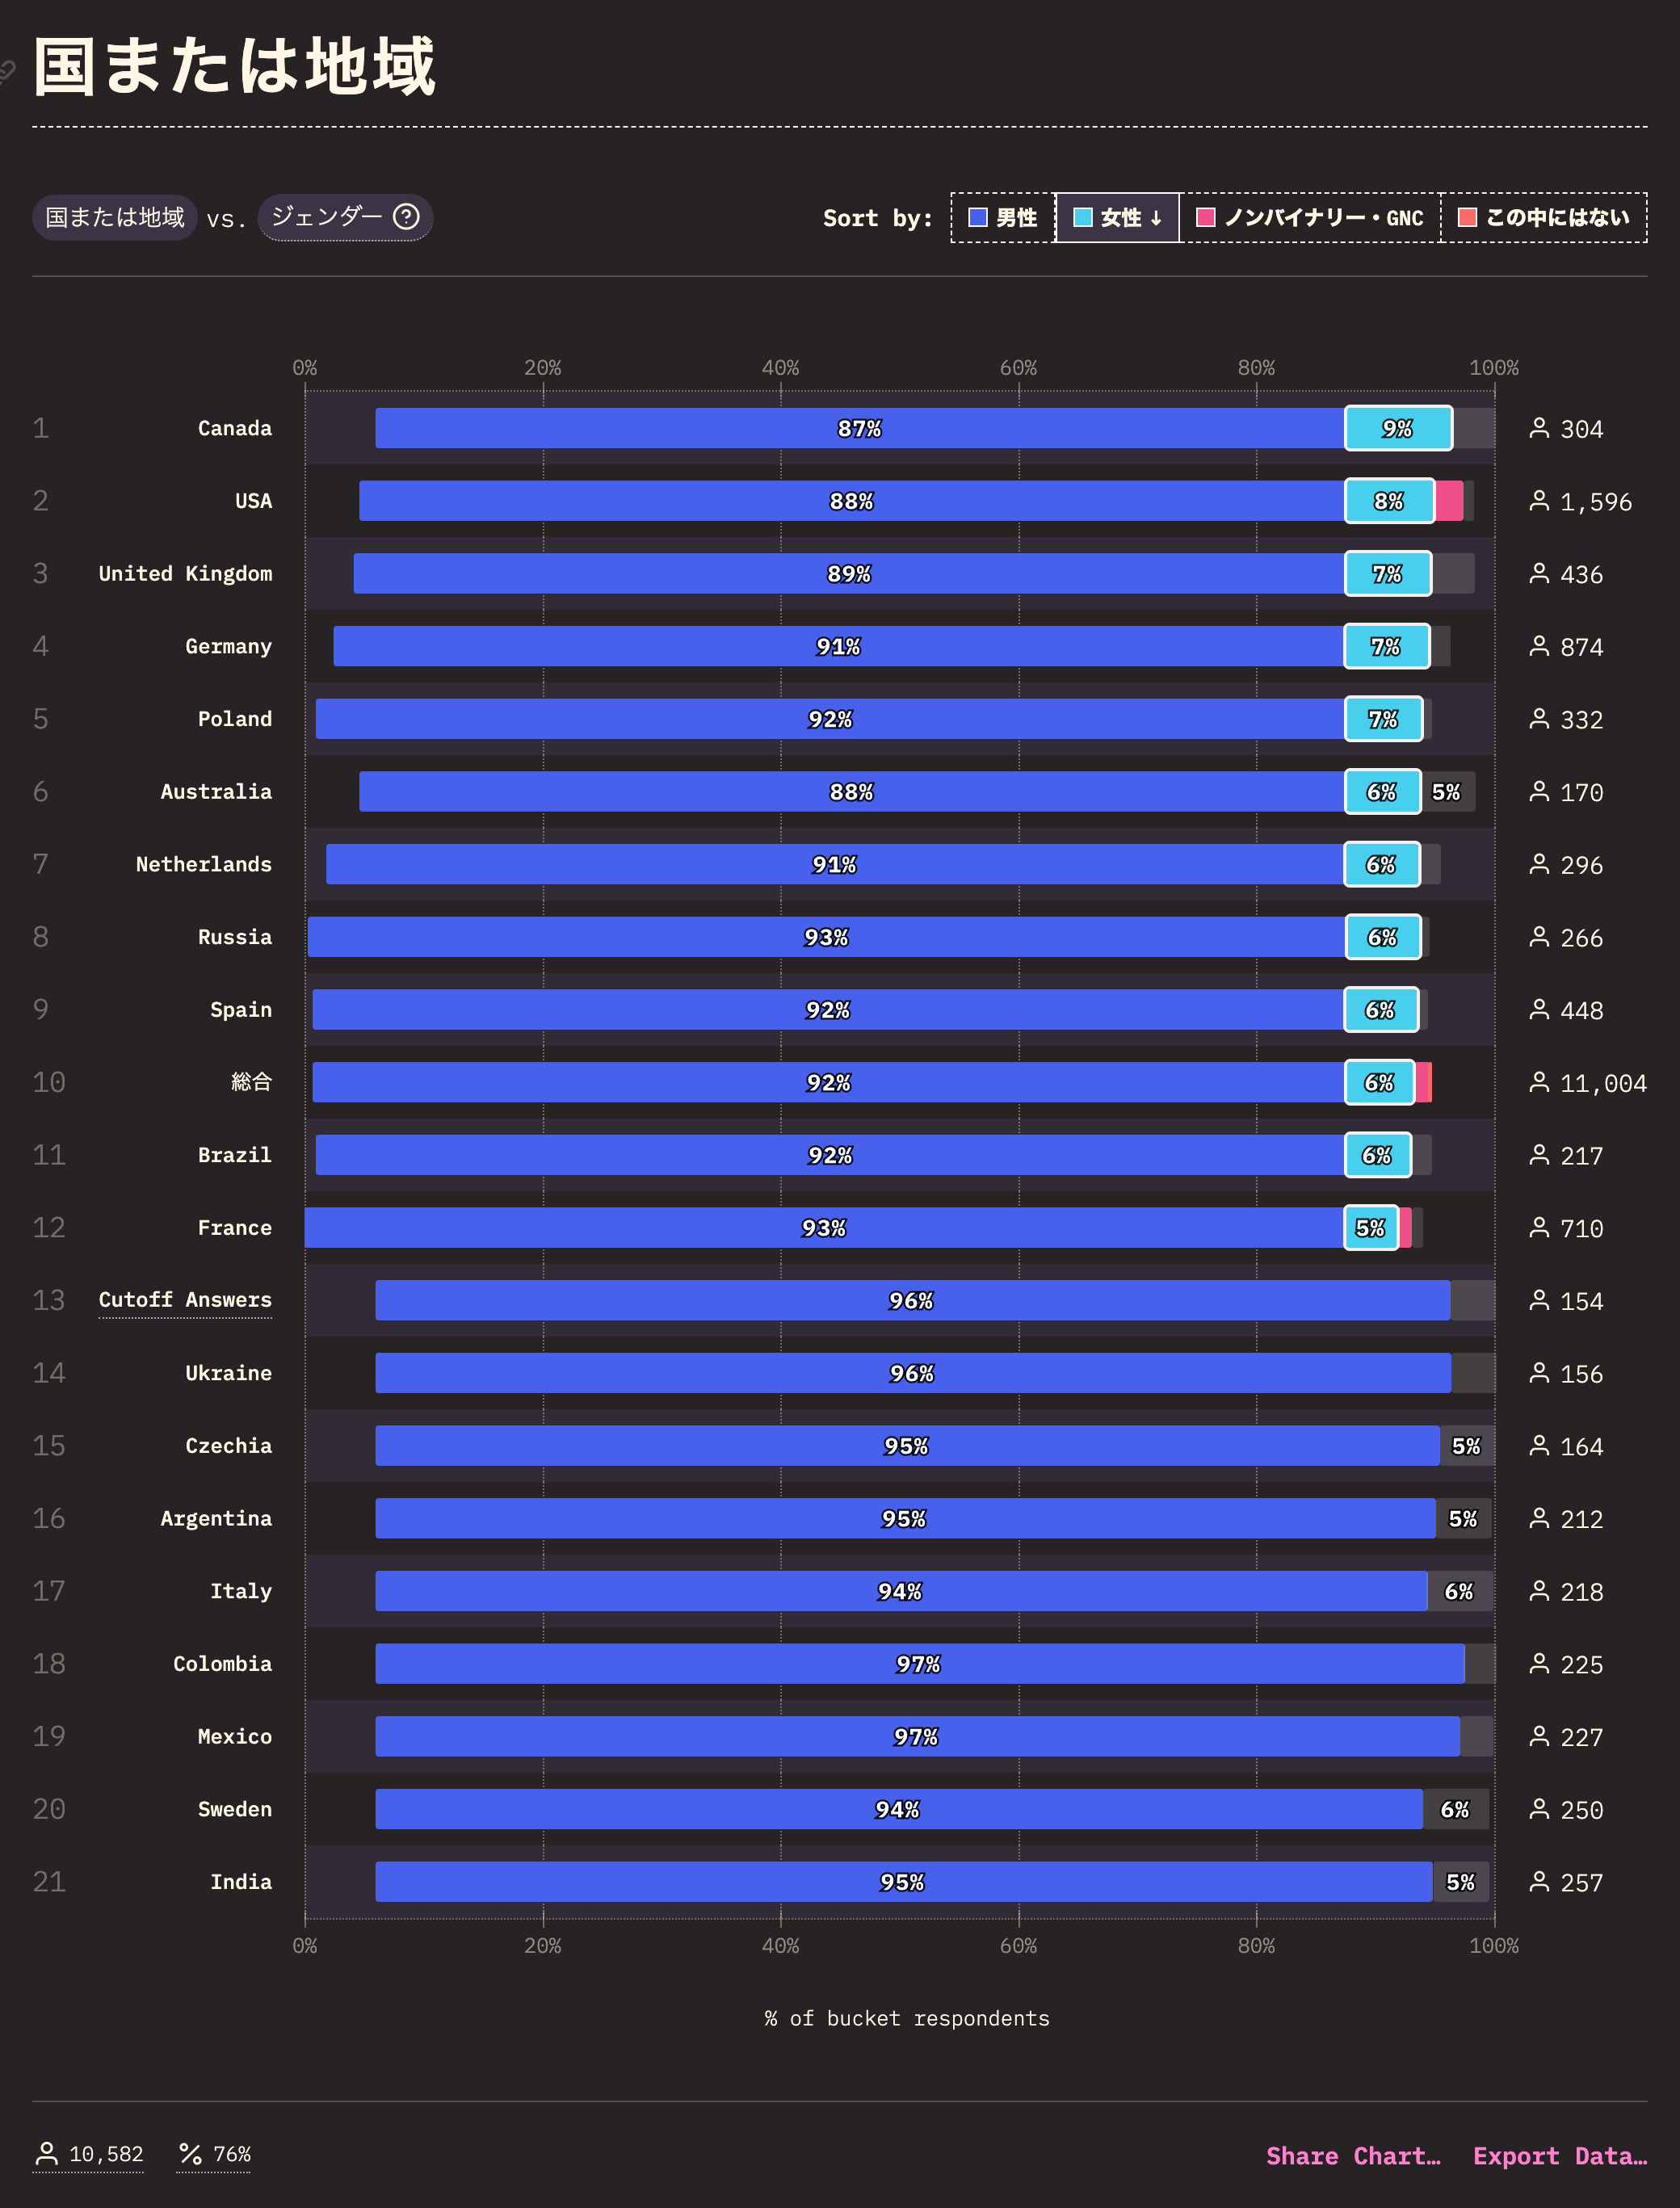 国または地域
国または地域 vs. ジェンダー ?
Sort by: 男性 女性 ↓ ノンバイナリー・GNC この中にはない
0% 20% 40% 60% 80% 100%
1 Canada 87% 9% 304
2 USA 88% 8% 1,596
3 United Kingdom 89% 7% 436
4 Germany 91% 7% 874
5 Poland 92% 7% 332
6 Australia 88% 6% 5% 170
7 Netherlands 91% 6% 296
8 Russia 93% 6% 266
9 Spain 92% 6% 448
10 総合 92% 6% 11,004
11 Brazil 92% 6% 217
12 France 93% 5% 710
13 Cutoff Answers 96% 154
14 Ukraine 96% 156
15 Czechia 95% 5% 164
16 Argentina 95% 5% 212
17 Italy 94% 6% 218
18 Colombia 97% 225
19 Mexico 97% 227
20 Sweden 94% 6% 250
21 India 95% 5% 257
0% 20% 40% 60% 80% 100%
% of bucket respondents
10,582 % 76% Share Chart… Export Data…